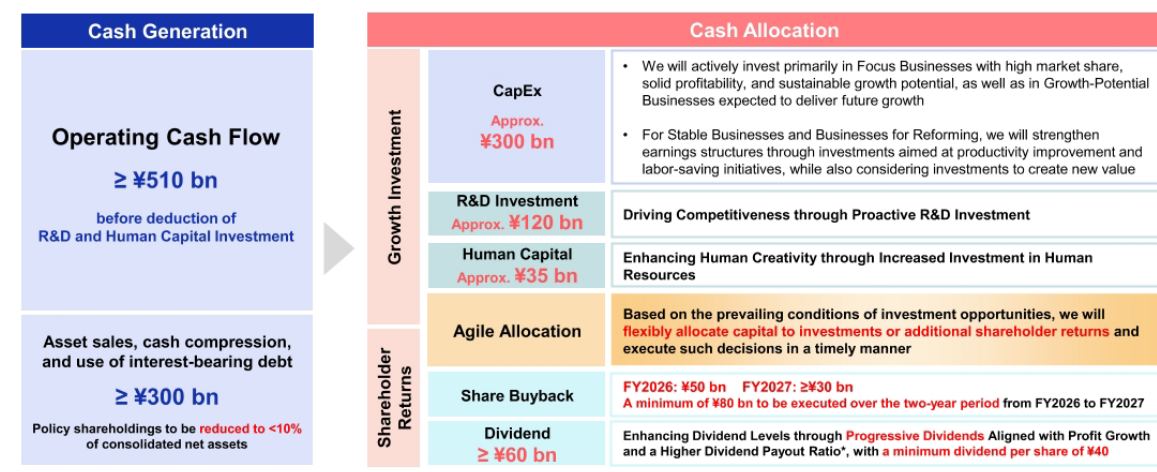 Cash Generation
Operating Cash Flow
≥ ¥510 bn
before deduction of
R&D and Human Capital Investment
Asset sales, cash compression,
and use of interest-bearing debt
≥ ¥300 bn
Policy shareholdings to be reduced to <10%
of consolidated net assets
Cash Allocation
Growth Investment
CapEx
Approx.
¥300 bn
• We will actively invest primarily in Focus Businesses with high market share,
solid profitability, and sustainable growth potential, as well as in Growth-Potential
Businesses expected to deliver future growth
• For Stable Businesses and Businesses for Reforming, we will strengthen
earnings structures through investments aimed at productivity improvement and
labor-saving initiatives, while also considering investments to create new value
R&D Investment
Approx. ¥120 bn
Driving Competitiveness through Proactive R&D Investment
Human Capital
Approx. ¥35 bn
Enhancing Human Creativity through Increased Investment in Human
Resources
Agile Allocation
Based on the prevailing conditions of investment opportunities, we will
flexibly allocate capital to investments or additional shareholder returns and
execute such decisions in a timely manner
Shareholder
Returns
Share Buyback
FY2026: ¥50 bn FY2027: ≥¥30 bn
A minimum of ¥80 bn to be executed over the two-year period from FY2026 to FY2027
Dividend
≥ ¥60 bn
Enhancing Dividend Levels through Progressive Dividends Aligned with Profit Growth
and a Higher Dividend Payout Ratio*, with a minimum dividend per share of ¥40